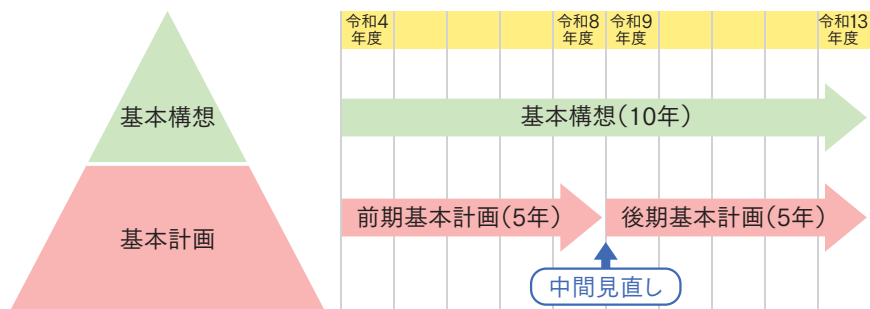 令和4
年度
令和8
年度
令和9
年度
令和13
年度
基本構想
基本構想(10年)
基本計画
前期基本計画(5年)
後期基本計画(5年)
中間見直し